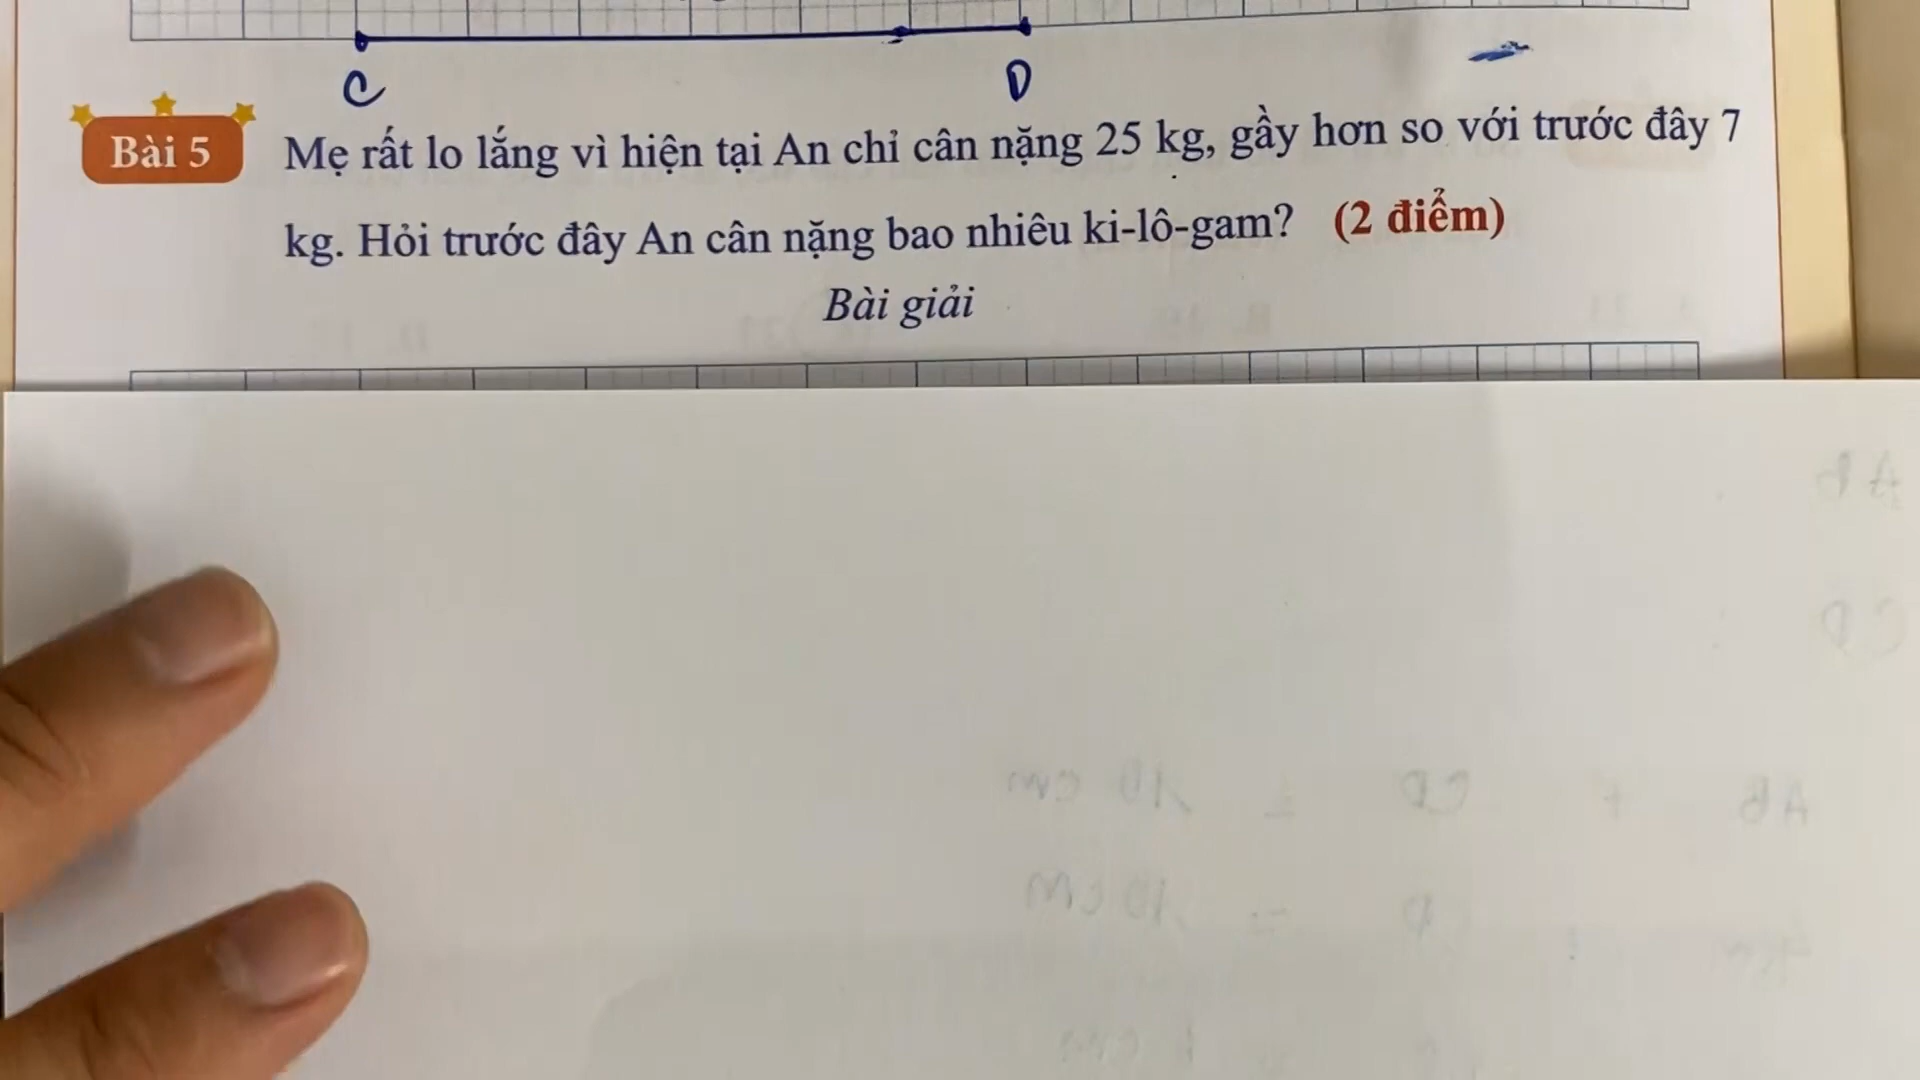 C D
Bài 5 Mẹ rất lo lắng vì hiện tại An chỉ cân nặng 25 kg, gầy hơn so với trước đây 7
kg. Hỏi trước đây An cân nặng bao nhiêu ki-lô-gam? (2 điểm)
Bài giải